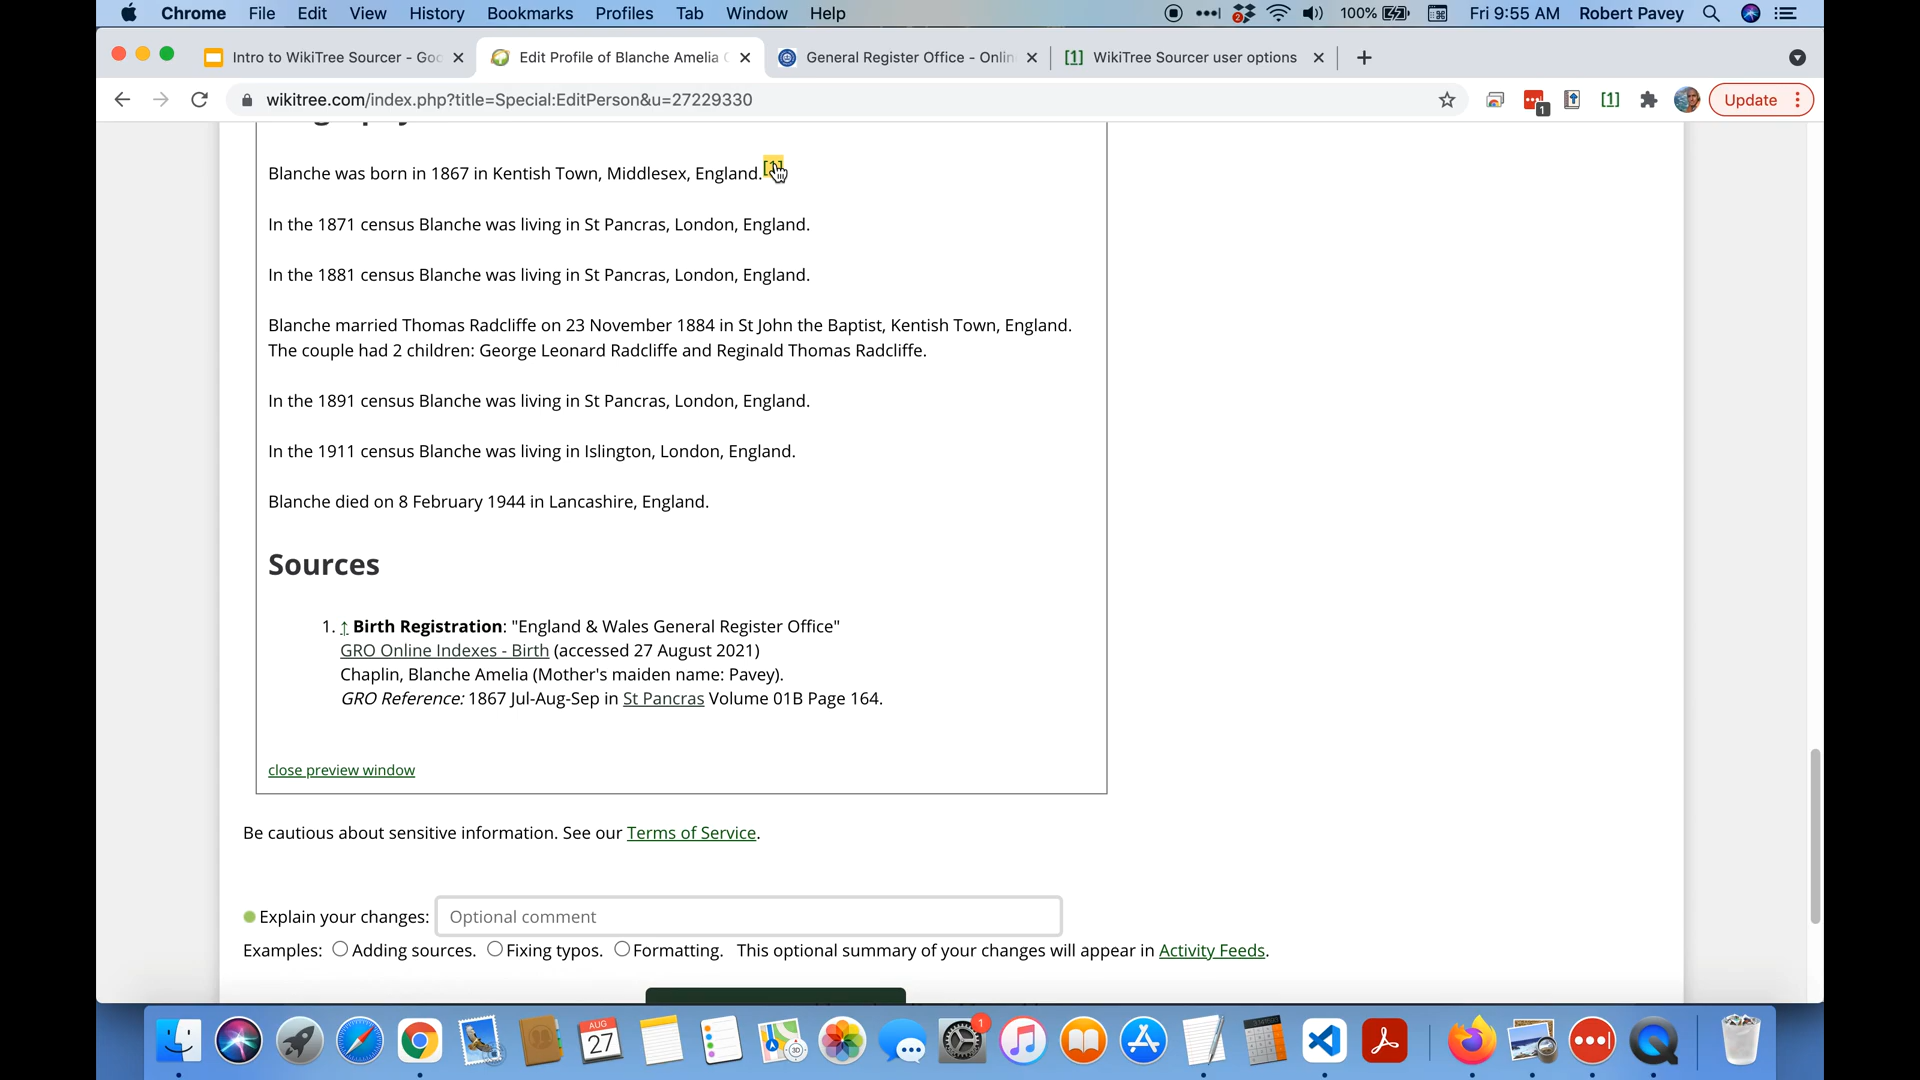 Chrome File Edit View History Bookmarks Profiles Tab Window Help 2 100% Fri 9:55 AM Robert Pavey
Intro to WikiTree Sourcer - Goo Edit Profile of Blanche Amelia General Register Office - Onlin [1] WikiTree Sourcer user options
wikitree.com/index.php?title=Special:EditPerson&u=27229330 1 [1] Update
Blanche was born in 1867 in Kentish Town, Middlesex, England.[1]
In the 1871 census Blanche was living in St Pancras, London, England.
In the 1881 census Blanche was living in St Pancras, London, England.
Blanche married Thomas Radcliffe on 23 November 1884 in St John the Baptist, Kentish Town, England.
The couple had 2 children: George Leonard Radcliffe and Reginald Thomas Radcliffe.
In the 1891 census Blanche was living in St Pancras, London, England.
In the 1911 census Blanche was living in Islington, London, England.
Blanche died on 8 February 1944 in Lancashire, England.
Sources
1. ↑ Birth Registration: "England & Wales General Register Office"
GRO Online Indexes - Birth (accessed 27 August 2021)
Chaplin, Blanche Amelia (Mother's maiden name: Pavey).
GRO Reference: 1867 Jul-Aug-Sep in St Pancras Volume 01B Page 164.
close preview window
Be cautious about sensitive information. See our Terms of Service.
Explain your changes: Optional comment
Examples: Adding sources. Fixing typos. Formatting. This optional summary of your changes will appear in Activity Feeds.
AUG
27
3D
1